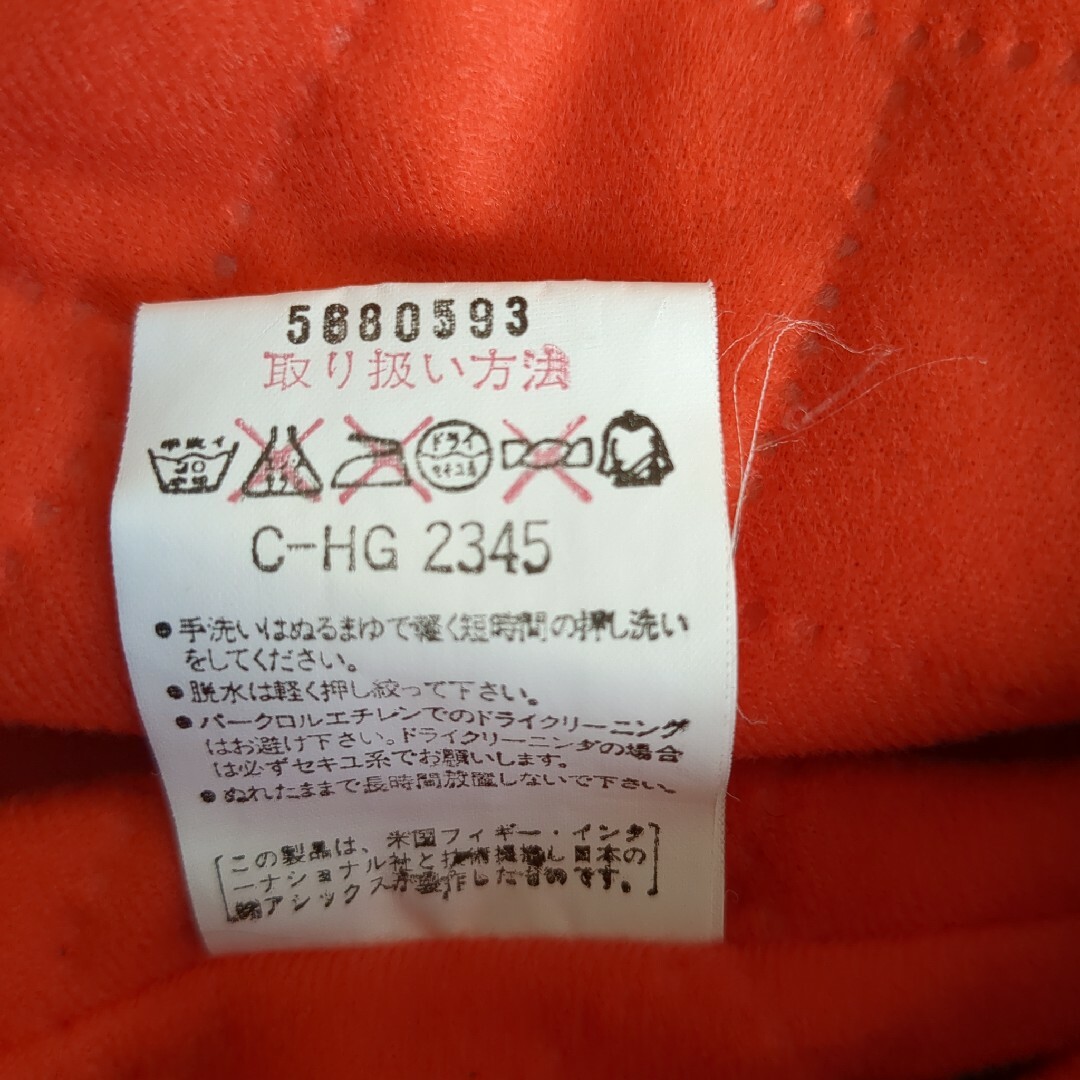 5880593
取り扱い方法
手洗イ
30
中性
ドライ
セキユ系
C-HG 2345
●手洗いはぬるまゆで軽く短時間の押し洗い
をしてください。
●脱水は軽く押し絞って下さい。
●パークロルエチレンでのドライクリーニング
はお避け下さい。ドライクリーニングの場合
は必ずセキユ系でお願いします。
●ぬれたままで長時間放置しないで下さい。
この製品は、米国フィギー・インタ
ーナショナル社と技術提携し日本の
アシックスが製作したものです。